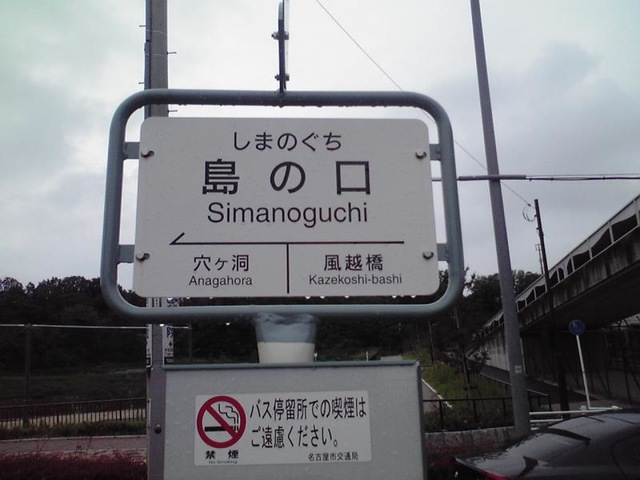 しまのぐち
島の口
Simanoguchi
穴ヶ洞 風越橋
Anagahora Kazekoshi-bashi
バス停留所での喫煙は
ご遠慮ください。
禁煙
No Smoking
名古屋市交通局